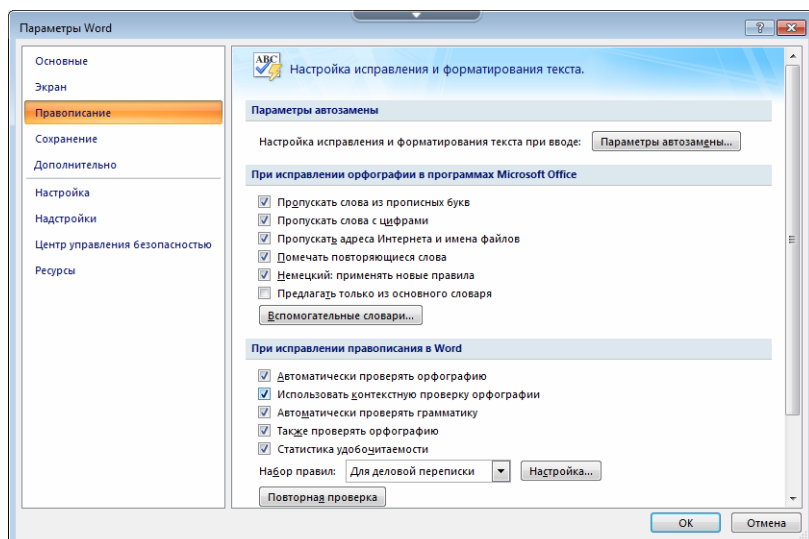 Параметры Word
Основные
Экран
Правописание
Сохранение
Дополнительно
Настройка
Надстройки
Центр управления безопасностью
Ресурсы
ABC
Настройка исправления и форматирования текста.
Параметры автозамены
Настройка исправления и форматирования текста при вводе: Параметры автозамены...
При исправлении орфографии в программах Microsoft Office
Пропускать слова из прописных букв
Пропускать слова с цифрами
Пропускать адреса Интернета и имена файлов
Помечать повторяющиеся слова
Немецкий: применять новые правила
Предлагать только из основного словаря
Вспомогательные словари...
При исправлении правописания в Word
Автоматически проверять орфографию
Использовать контекстную проверку орфографии
Автоматически проверять грамматику
Также проверять орфографию
Статистика удобочитаемости
Набор правил: Для деловой переписки Настройка...
Повторная проверка
ОК Отмена